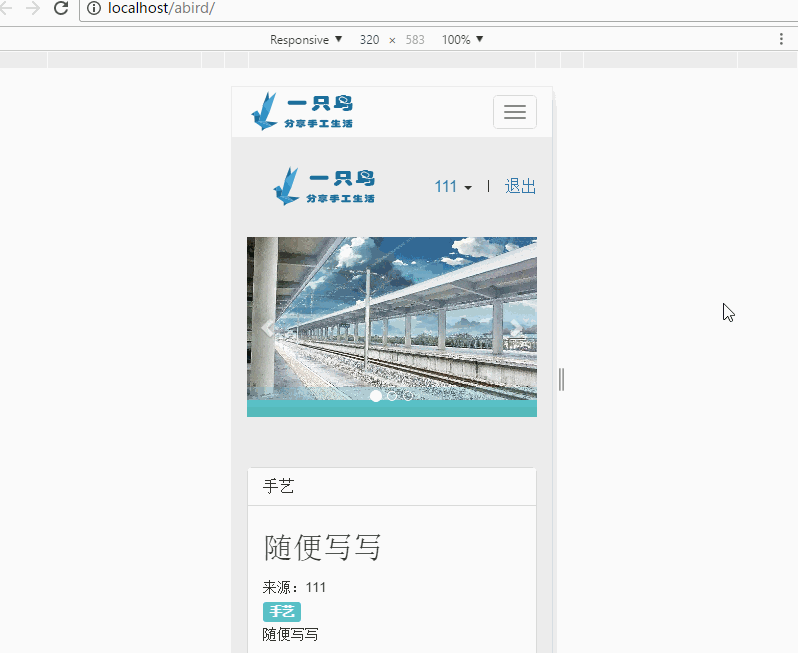 localhost/abird/
Responsive ▼ 320 × 583 100% ▼
一只鸟
分享手工生活
一只鸟
分享手工生活
111 | 退出
手艺
随便写写
来源：111
手艺
随便写写